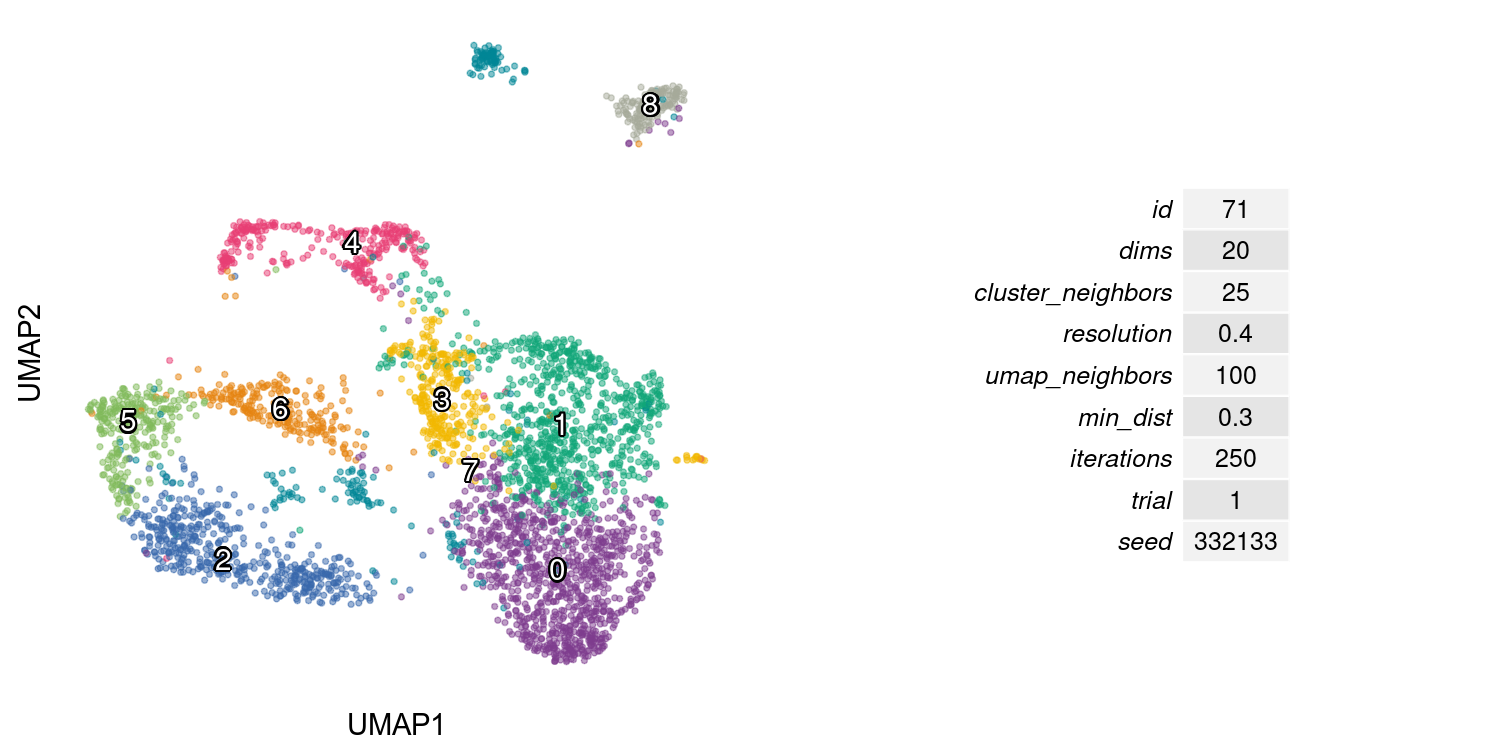 8
4
3
5
6
1
7
2
0
UMAP1
UMAP2
id 71
dims 20
cluster_neighbors 25
resolution 0.4
umap_neighbors 100
min_dist 0.3
iterations 250
trial 1
seed 332133